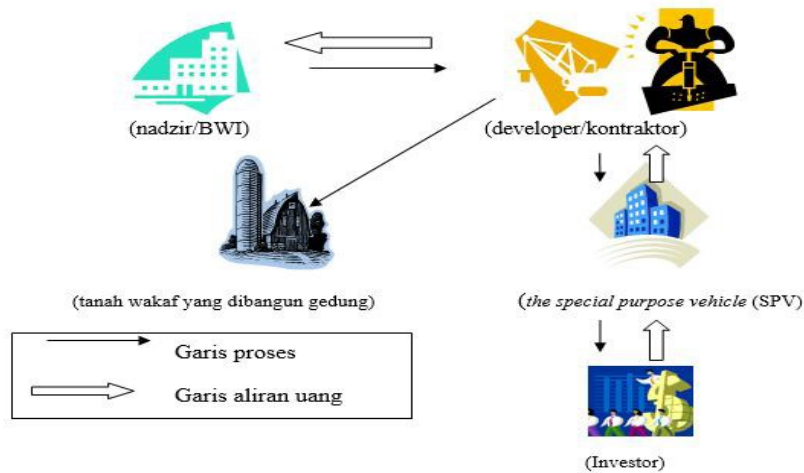 (nadzir/BWI)
(developer/kontraktor)
(tanah wakaf yang dibangun gedung)
(the special purpose vehicle (SPV)
Garis proses
Garis aliran uang
(Investor)